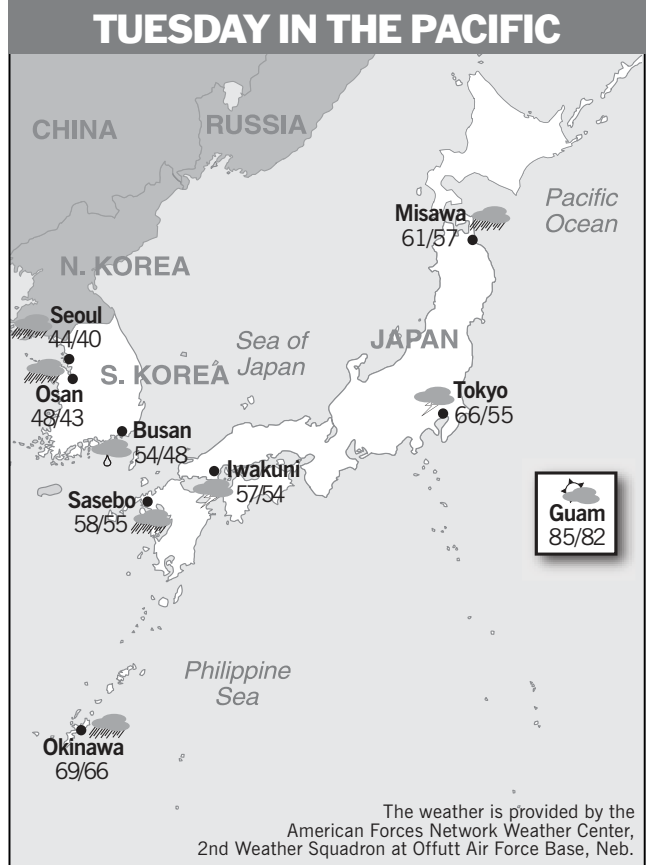 TUESDAY IN THE PACIFIC
CHINA
RUSSIA
Pacific
Ocean
Misawa
61/57
N. KOREA
Seoul
44/40
Sea of
Japan
JAPAN
S. KOREA
Osan
48/43
Tokyo
66/55
Busan
54/48
Iwakuni
57/54
Sasebo
58/55
Guam
85/82
Philippine
Sea
Okinawa
69/66
The weather is provided by the
American Forces Network Weather Center,
2nd Weather Squadron at Offutt Air Force Base, Neb.